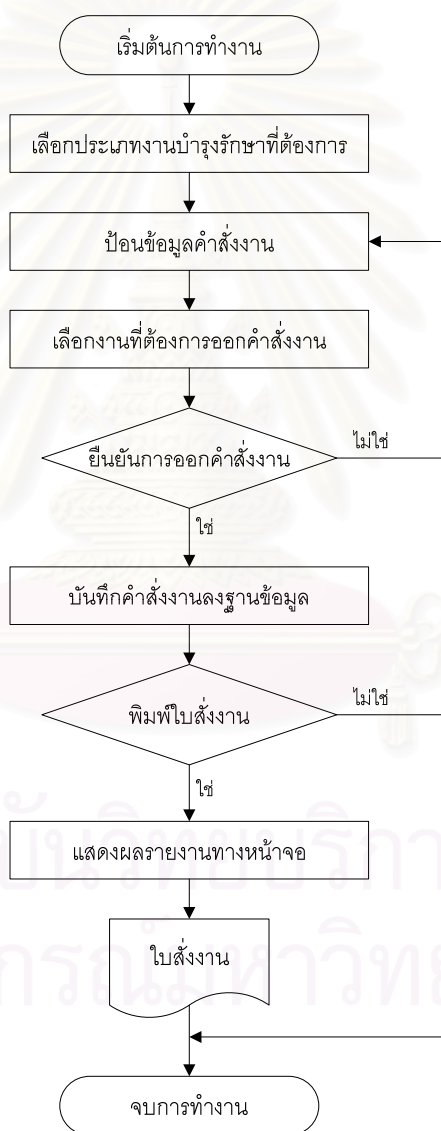 เริ่มต้นการทำงาน
เลือกประเภทงานบำรุงรักษาที่ต้องการ
ป้อนข้อมูลคำสั่งงาน
เลือกงานที่ต้องการออกคำสั่งงาน
ยืนยันการออกคำสั่งงาน
ไม่ใช่
ใช่
บันทึกคำสั่งงานลงฐานข้อมูล
พิมพ์ใบสั่งงาน
ไม่ใช่
ใช่
แสดงผลรายงานทางหน้าจอ
ใบสั่งงาน
จบการทำงาน